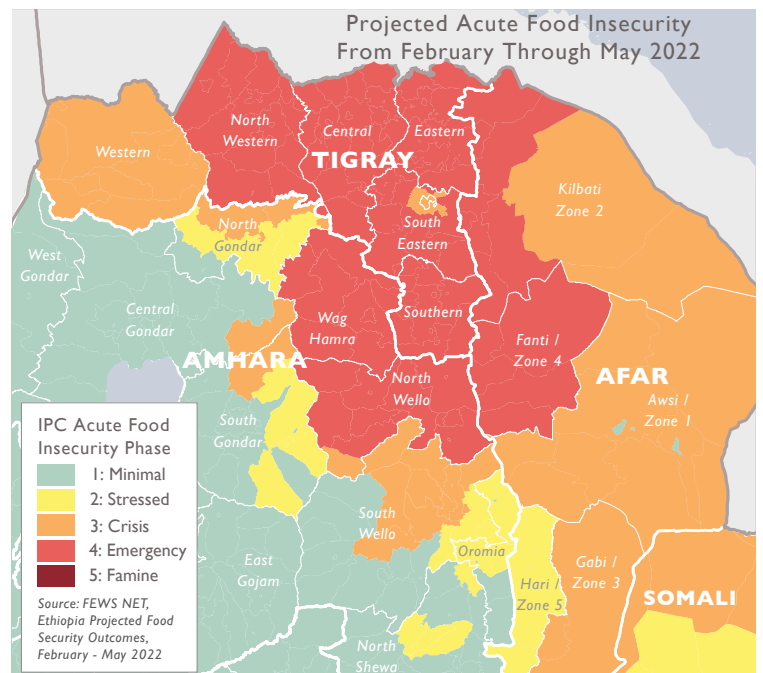 Projected Acute Food Insecurity
From February Through May 2022
North
Western
Central
Eastern
Western
TIGRAY
Kilbati
Zone 2
North
Gondar
South
Eastern
West
Gondar
Central
Gondar
Wag
Hamra
Southern
Fanti /
Zone 4
AMHARA
AFAR
North
Wello
Awsi /
Zone 1
South
Gondar
IPC Acute Food
Insecurity Phase
1: Minimal
2: Stressed
3: Crisis
4: Emergency
5: Famine
Source: FEWS NET,
Ethiopia Projected Food
Security Outcomes,
February - May 2022
South
Wello
Oromia
East
Gojam
Hari /
Zone 5
Gabi /
Zone 3
SOMALI
North
Shewa